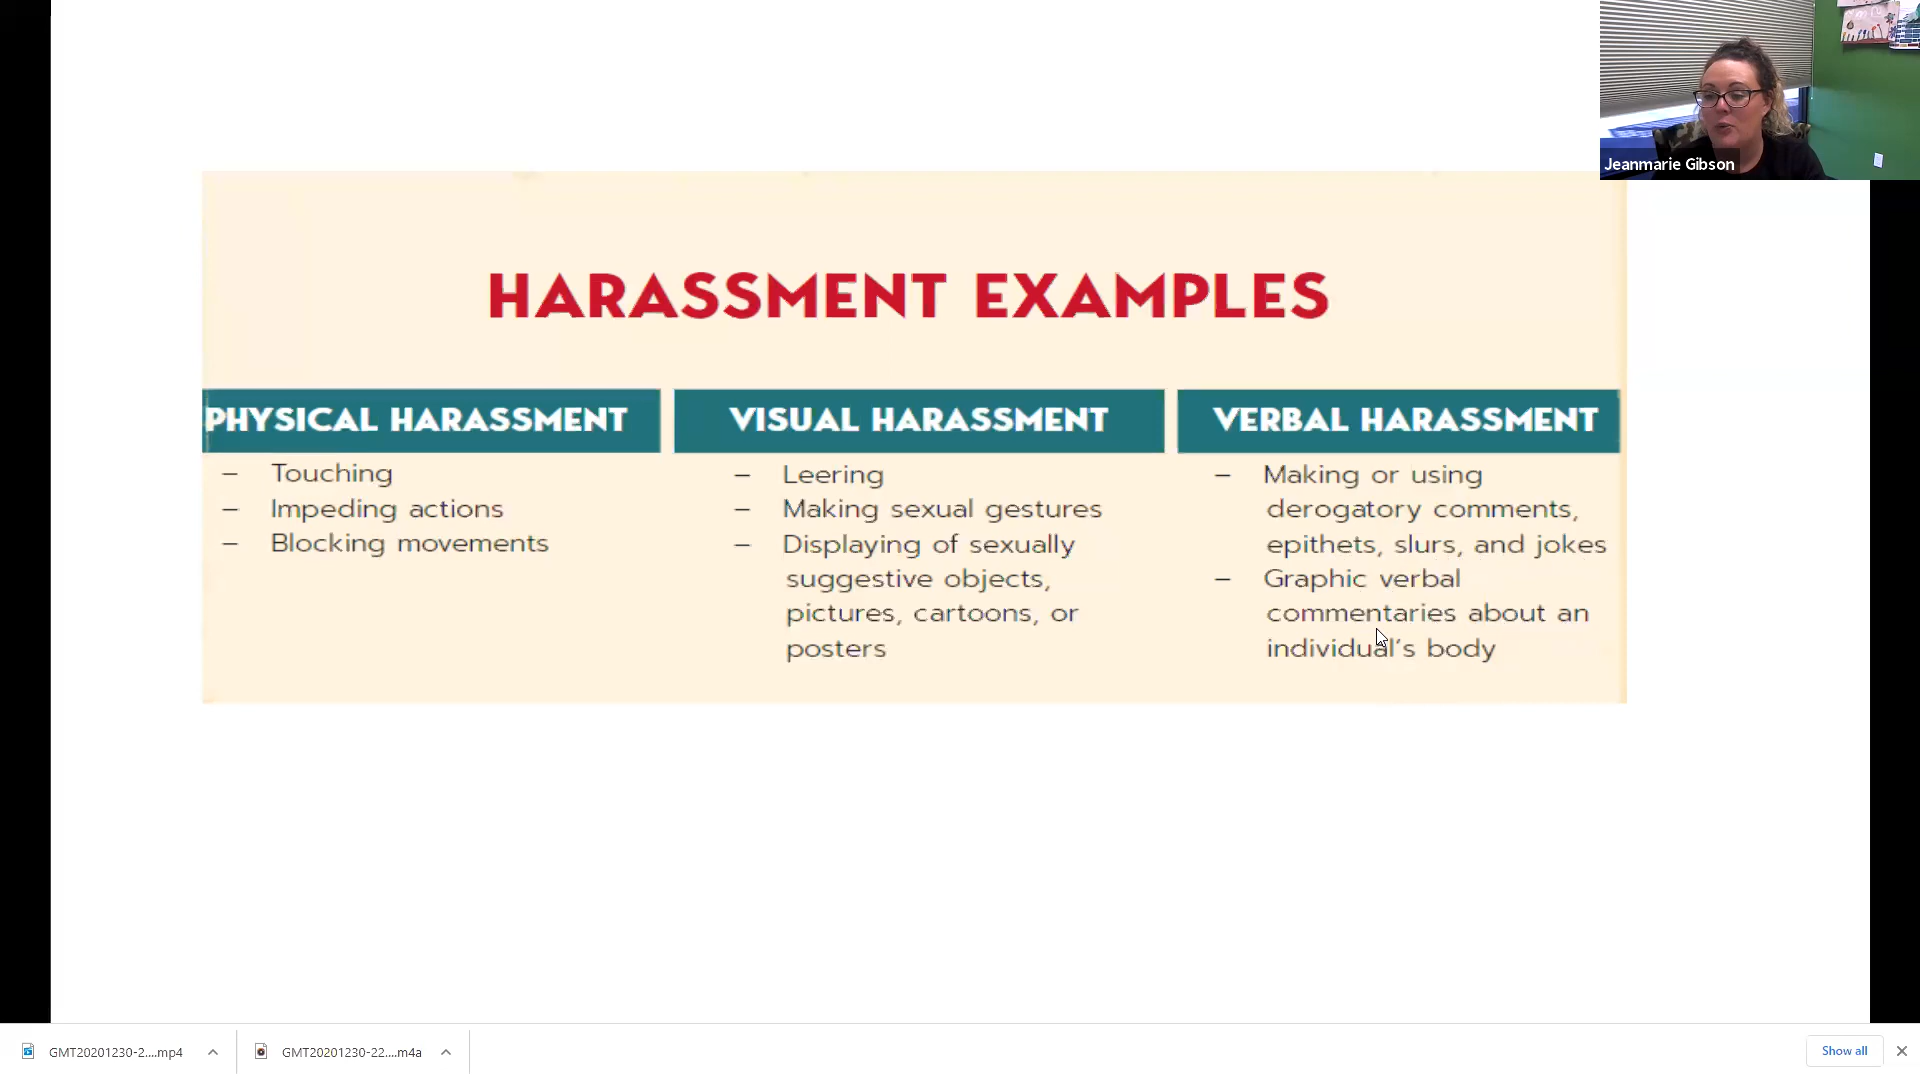 Jeanmarie Gibson
HARASSMENT EXAMPLES
PHYSICAL HARASSMENT
– Touching
– Impeding actions
– Blocking movements
VISUAL HARASSMENT
– Leering
– Making sexual gestures
– Displaying of sexually
suggestive objects,
pictures, cartoons, or
posters
VERBAL HARASSMENT
– Making or using
derogatory comments,
epithets, slurs, and jokes
– Graphic verbal
commentaries about an
individual's body
GMT20201230-2....mp4
GMT20201230-22....m4a
Show all